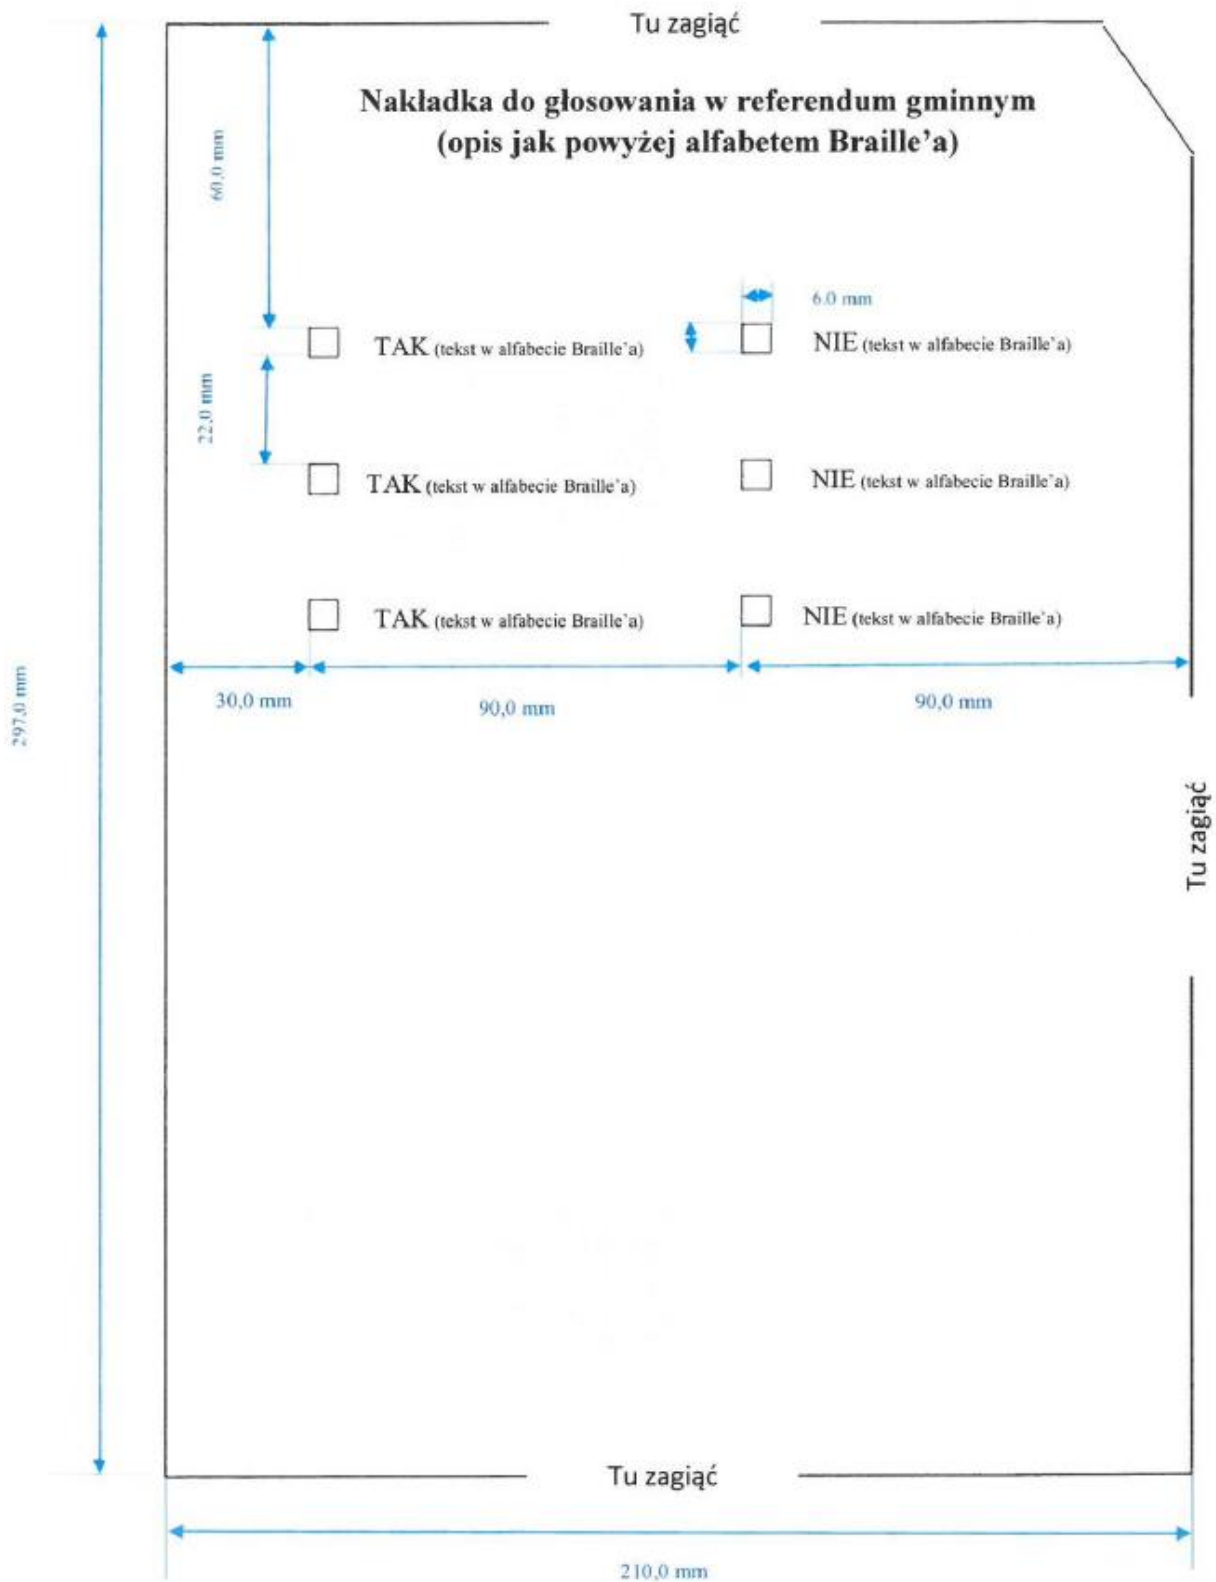 Tu zagiąć
Nakładka do głosowania w referendum gminnym
(opis jak powyżej alfabetem Braille’a)
60,0 mm
6.0 mm
TAK (tekst w alfabecie Braille’a)
NIE (tekst w alfabecie Braille’a)
22,0 mm
TAK (tekst w alfabecie Braille’a)
NIE (tekst w alfabecie Braille’a)
TAK (tekst w alfabecie Braille’a)
NIE (tekst w alfabecie Braille’a)
30,0 mm
90,0 mm
90,0 mm
297,0 mm
Tu zagiąć
Tu zagiąć
210,0 mm